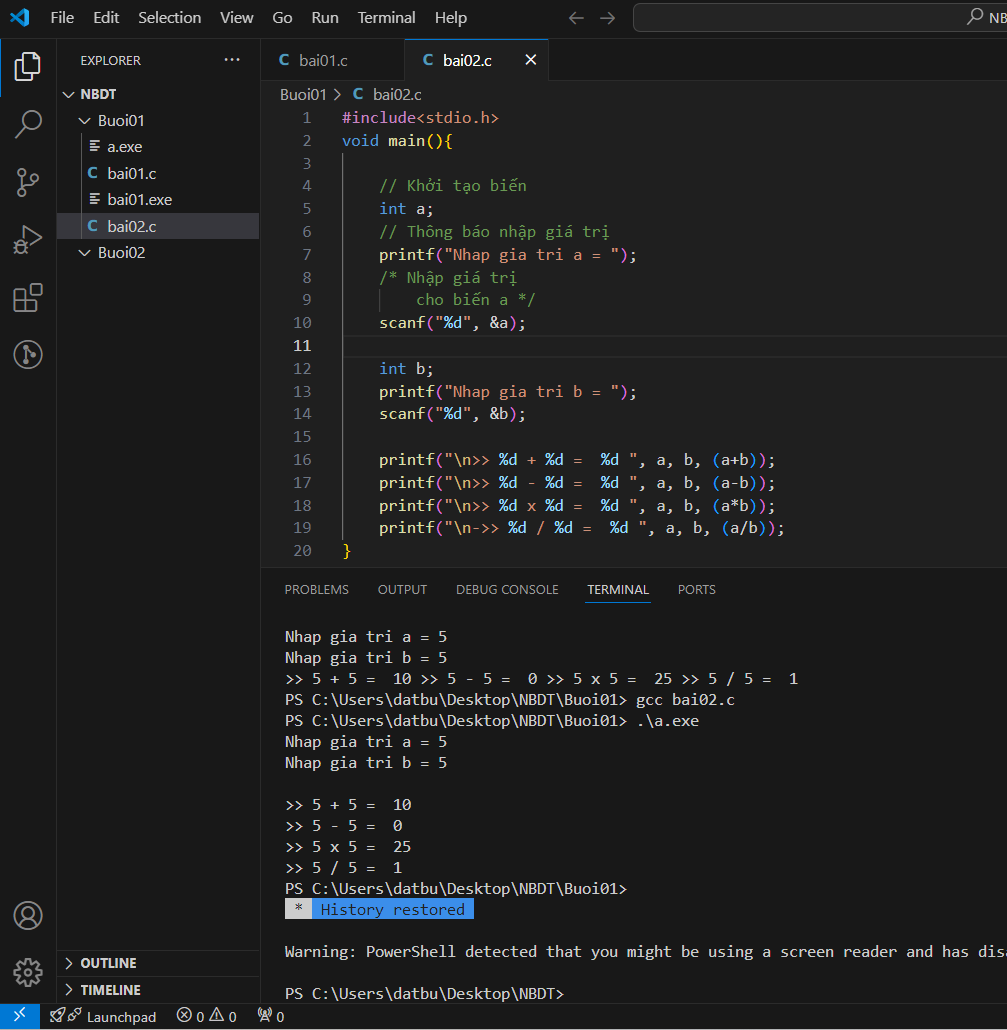 File Edit Selection View Go Run Terminal Help
NB
EXPLORER ···
NBDT
Buoi01
a.exe
C bai01.c
bai01.exe
C bai02.c
Buoi02
OUTLINE
TIMELINE
C bai01.c
C bai02.c ×
Buoi01 > C bai02.c
1 #include<stdio.h>
2 void main(){
3
4 // Khởi tạo biến
5 int a;
6 // Thông báo nhập giá trị
7 printf("Nhap gia tri a = ");
8 /* Nhập giá trị
9 cho biến a */
10 scanf("%d", &a);
11
12 int b;
13 printf("Nhap gia tri b = ");
14 scanf("%d", &b);
15
16 printf("\n>> %d + %d =  %d ", a, b, (a+b));
17 printf("\n>> %d - %d =  %d ", a, b, (a-b));
18 printf("\n>> %d x %d =  %d ", a, b, (a*b));
19 printf("\n->> %d / %d =  %d ", a, b, (a/b));
20 }
PROBLEMS OUTPUT DEBUG CONSOLE TERMINAL PORTS
Nhap gia tri a = 5
Nhap gia tri b = 5
>> 5 + 5 =  10 >> 5 - 5 =  0 >> 5 x 5 =  25 >> 5 / 5 =  1
PS C:\Users\datbu\Desktop\NBDT\Buoi01> gcc bai02.c
PS C:\Users\datbu\Desktop\NBDT\Buoi01> .\a.exe
Nhap gia tri a = 5
Nhap gia tri b = 5
>> 5 + 5 =  10
>> 5 - 5 =  0
>> 5 x 5 =  25
>> 5 / 5 =  1
PS C:\Users\datbu\Desktop\NBDT\Buoi01>
* History restored
Warning: PowerShell detected that you might be using a screen reader and has dis
PS C:\Users\datbu\Desktop\NBDT>
Launchpad 0 0 0